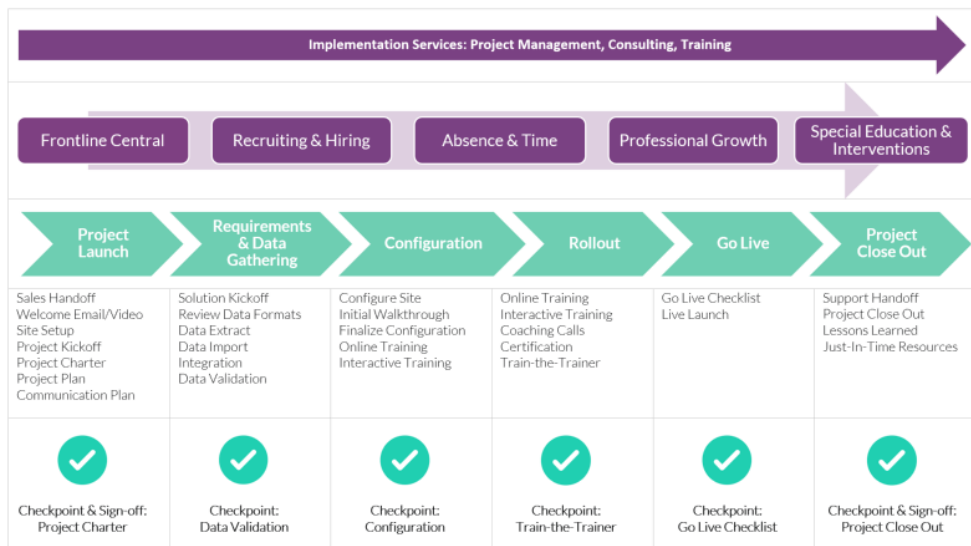 Implementation Services: Project Management, Consulting, Training
Frontline Central
Recruiting & Hiring
Absence & Time
Professional Growth
Special Education &
Interventions
Project
Launch
Requirements
& Data
Gathering
Configuration
Rollout
Go Live
Project
Close Out
Sales Handoff
Welcome Email/Video
Site Setup
Project Kickoff
Project Charter
Project Plan
Communication Plan
Solution Kickoff
Review Data Formats
Data Extract
Data Import
Integration
Data Validation
Configure Site
Initial Walkthrough
Finalize Configuration
Online Training
Interactive Training
Online Training
Interactive Training
Coaching Calls
Certification
Train-the-Trainer
Go Live Checklist
Live Launch
Support Handoff
Project Close Out
Lessons Learned
Just-In-Time Resources
Checkpoint & Sign-off:
Project Charter
Checkpoint:
Data Validation
Checkpoint:
Configuration
Checkpoint:
Train-the-Trainer
Checkpoint:
Go Live Checklist
Checkpoint & Sign-off:
Project Close Out